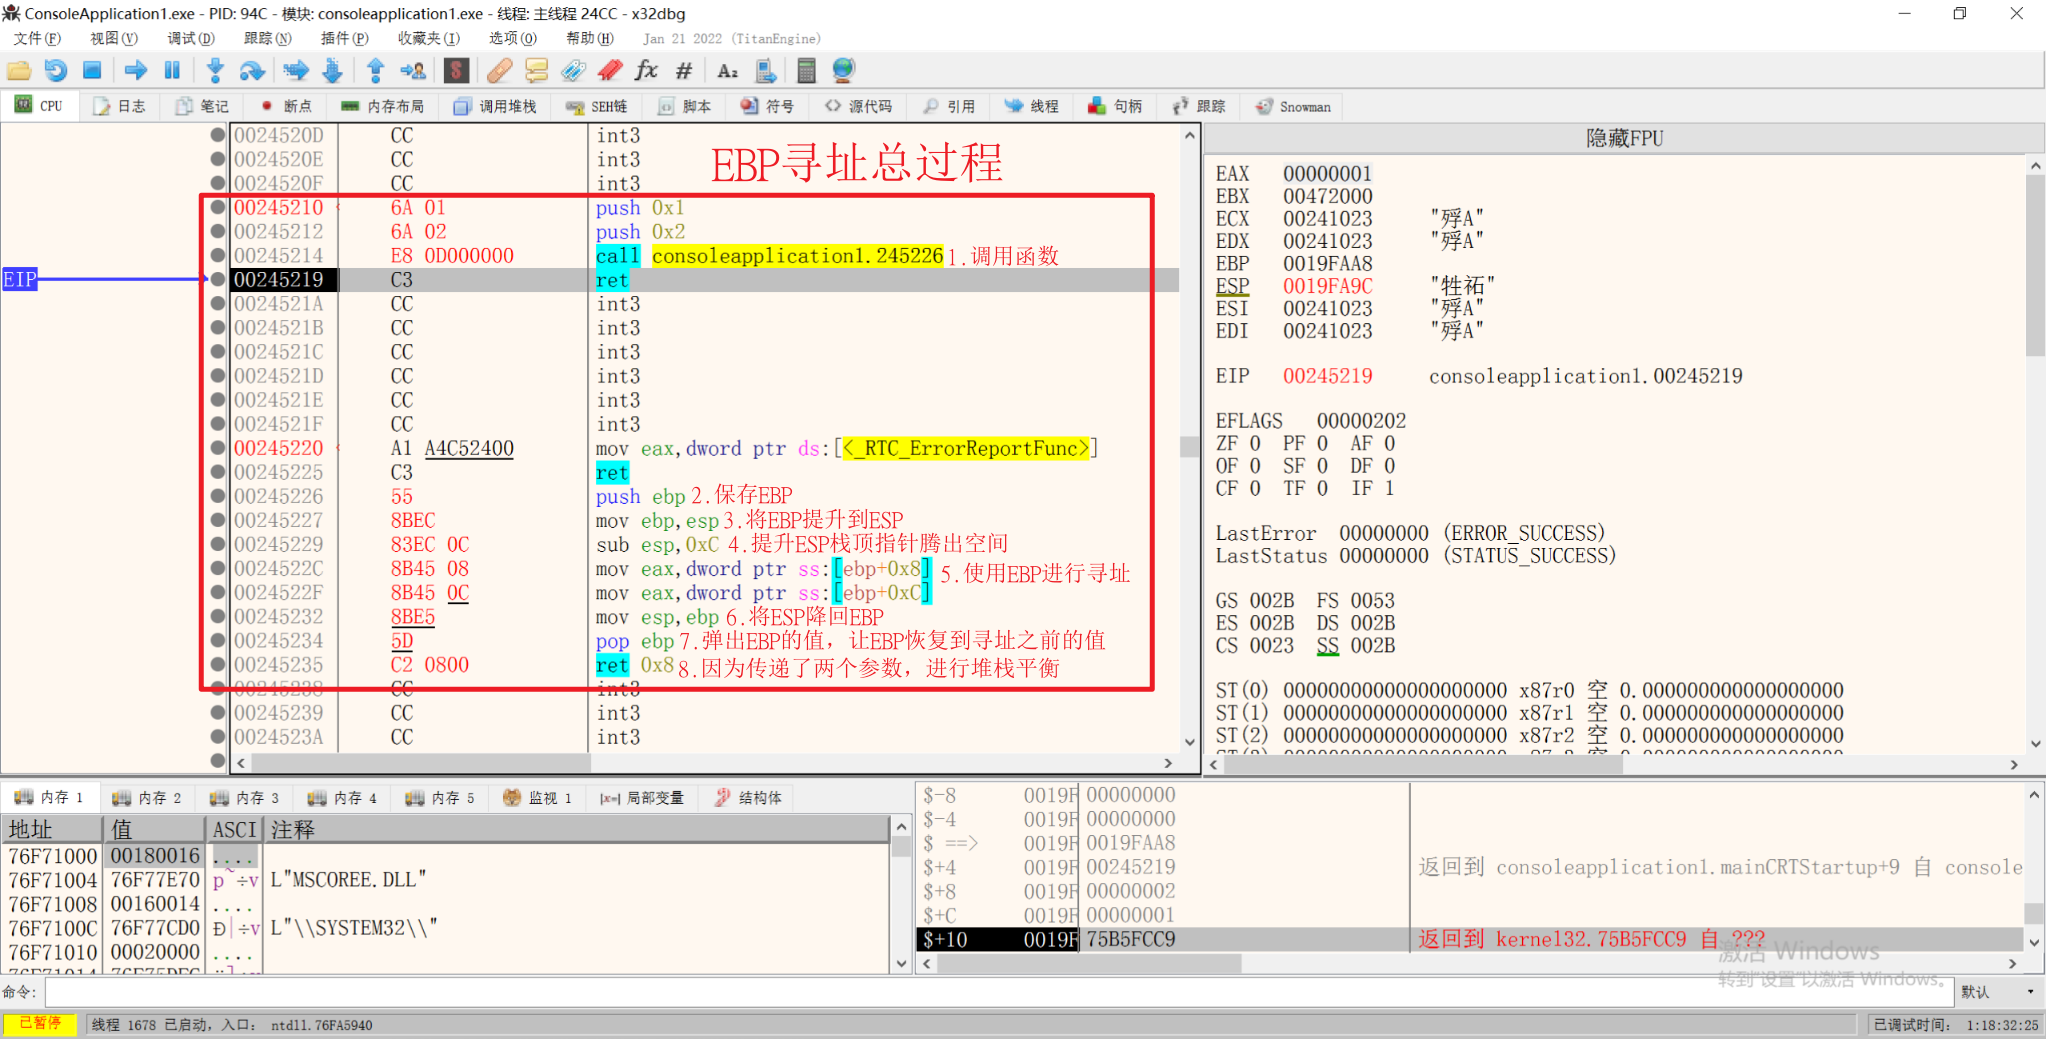 ConsoleApplication1.exe - PID: 94C - 模块: consoleapplication1.exe - 线程: 主线程 24CC - x32dbg
文件(F) 视图(V) 调试(D) 跟踪(N) 插件(P) 收藏夹(I) 选项(O) 帮助(H) Jan 21 2022 (TitanEngine)
CPU 日志 笔记 断点 内存布局 调用堆栈 SEH链 脚本 符号 源代码 引用 线程 句柄 跟踪 Snowman
EBP寻址总过程
0024520D CC int3
0024520E CC int3
0024520F CC int3
00245210 6A 01 push 0x1
00245212 6A 02 push 0x2
00245214 E8 0D000000 call consoleapplication1.245226 1.调用函数
EIP 00245219 C3 ret
0024521A CC int3
0024521B CC int3
0024521C CC int3
0024521D CC int3
0024521E CC int3
0024521F CC int3
00245220 A1 A4C52400 mov eax,dword ptr ds:[<_RTC_ErrorReportFunc>]
00245225 C3 ret
00245226 55 push ebp 2.保存EBP
00245227 8BEC mov ebp,esp 3.将EBP提升到ESP
00245229 83EC 0C sub esp,0xC 4.提升ESP栈顶指针腾出空间
0024522C 8B45 08 mov eax,dword ptr ss:[ebp+0x8] 5.使用EBP进行寻址
0024522F 8B45 0C mov eax,dword ptr ss:[ebp+0xC]
00245232 8BE5 mov esp,ebp 6.将ESP降回EBP
00245234 5D pop ebp 7.弹出EBP的值，让EBP恢复到寻址之前的值
00245235 C2 0800 ret 0x8 8.因为传递了两个参数，进行堆栈平衡
00245238 CC int3
00245239 CC int3
0024523A CC int3
隐藏FPU
EAX 00000001
EBX 00472000
ECX 00241023 "殍A"
EDX 00241023 "殍A"
EBP 0019FAA8
ESP 0019FA9C "牲祏"
ESI 00241023 "殍A"
EDI 00241023 "殍A"
EIP 00245219 consoleapplication1.00245219
EFLAGS 00000202
ZF 0 PF 0 AF 0
OF 0 SF 0 DF 0
CF 0 TF 0 IF 1
LastError 00000000 (ERROR_SUCCESS)
LastStatus 00000000 (STATUS_SUCCESS)
GS 002B FS 0053
ES 002B DS 002B
CS 0023 SS 002B
ST(0) 00000000000000000000 x87r0 空 0.000000000000000000
ST(1) 00000000000000000000 x87r1 空 0.000000000000000000
ST(2) 00000000000000000000 x87r2 空 0.000000000000000000
内存 1 内存 2 内存 3 内存 4 内存 5 监视 1 局部变量 结构体
地址 值 ASCI 注释
76F71000 00180016 ....
76F71004 76F77E70 p~÷v L"MSCOREE.DLL"
76F71008 00160014 ....
76F7100C 76F77CD0 Ð|÷v L"\\SYSTEM32\\"
76F71010 00020000 ....
$-8 0019F 00000000
$-4 0019F 00000000
$ ==> 0019F 0019FAA8
$+4 0019F 00245219 返回到 consoleapplication1.mainCRTStartup+9 自 console
$+8 0019F 00000002
$+C 0019F 00000001
$+10 0019F 75B5FCC9 返回到 kernel32.75B5FCC9 自 ???
激活 Windows
转到"设置"以激活 Windows。
命令: 默认
已暂停 线程 1678 已启动，入口: ntdll.76FA5940 已调试时间: 1:18:32:25